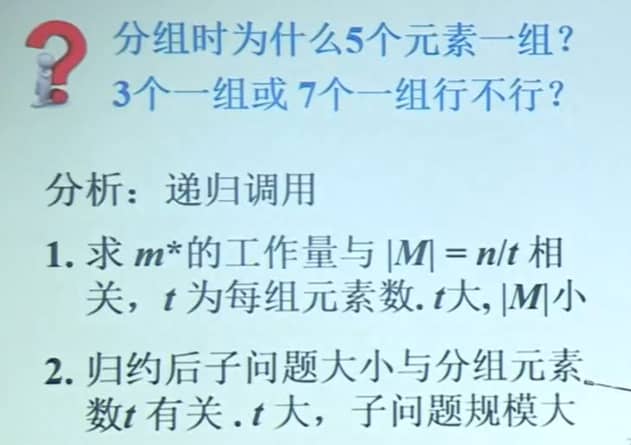 分组时为什么5个元素一组?
3个一组或 7个一组行不行?
分析：递归调用
1. 求 m*的工作量与 |M| = n/t 相
关，t 为每组元素数. t大, |M|小
2. 归约后子问题大小与分组元素
数t 有关 . t 大，子问题规模大